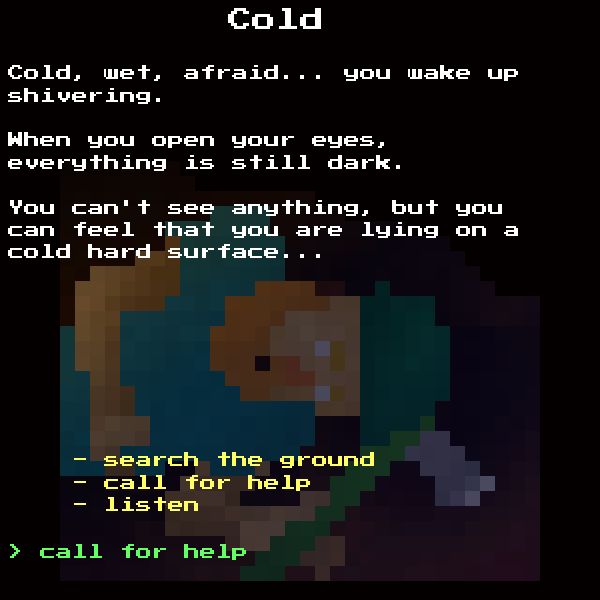 Cold
Cold, wet, afraid... you wake up
shivering.
When you open your eyes,
everything is still dark.
You can't see anything, but you
can feel that you are lying on a
cold hard surface...
- search the ground
- call for help
- listen
> call for help